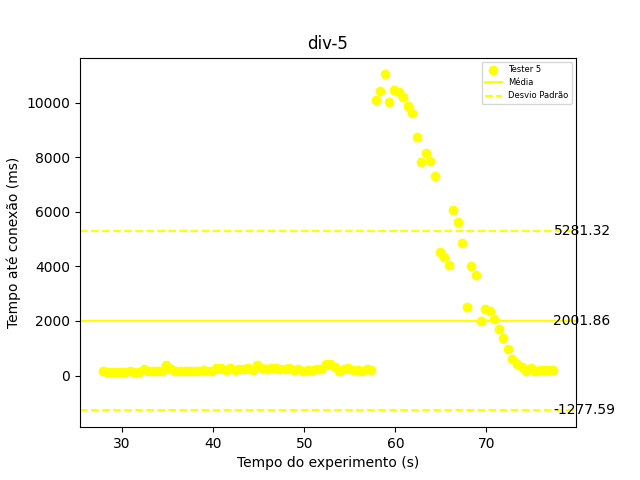 div-5
Tester 5
Média
Desvio Padrão
10000
8000
6000
4000
2000
0
5281.32
2001.86
-1277.59
30
40
50
60
70
Tempo até conexão (ms)
Tempo do experimento (s)